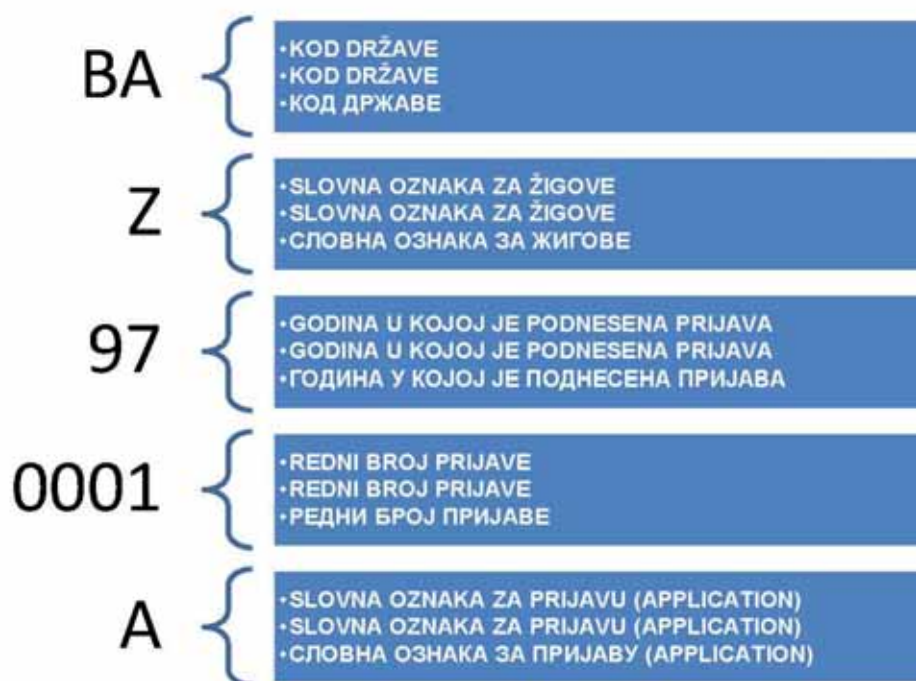 BA
•KOD DRŽAVE
•KOD DRŽAVE
•КОД ДРЖАВЕ
Z
•SLOVNA OZNAKA ZA ŽIGOVE
•SLOVNA OZNAKA ZA ŽIGOVE
•СЛОВНА ОЗНАКА ЗА ЖИГОВЕ
97
•GODINA U KOJOJ JE PODNESENA PRIJAVA
•GODINA U KOJOJ JE PODNESENA PRIJAVA
•ГОДИНА У КОЈОЈ ЈЕ ПОДНЕСЕНА ПРИЈАВА
0001
•REDNI BROJ PRIJAVE
•REDNI BROJ PRIJAVE
•РЕДНИ БРОЈ ПРИЈАВЕ
A
•SLOVNA OZNAKA ZA PRIJAVU (APPLICATION)
•SLOVNA OZNAKA ZA PRIJAVU (APPLICATION)
•СЛОВНА ОЗНАКА ЗА ПРИЈАВУ (APPLICATION)